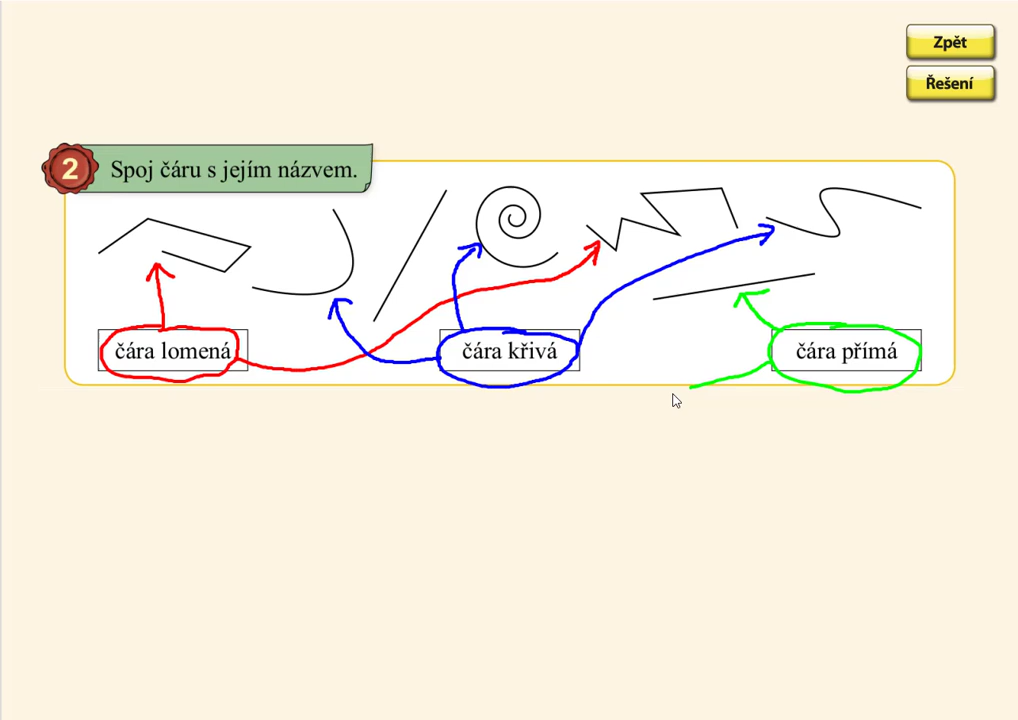 Zpět
Řešení
2 Spoj čáru s jejím názvem.
čára lomená čára křivá čára přímá